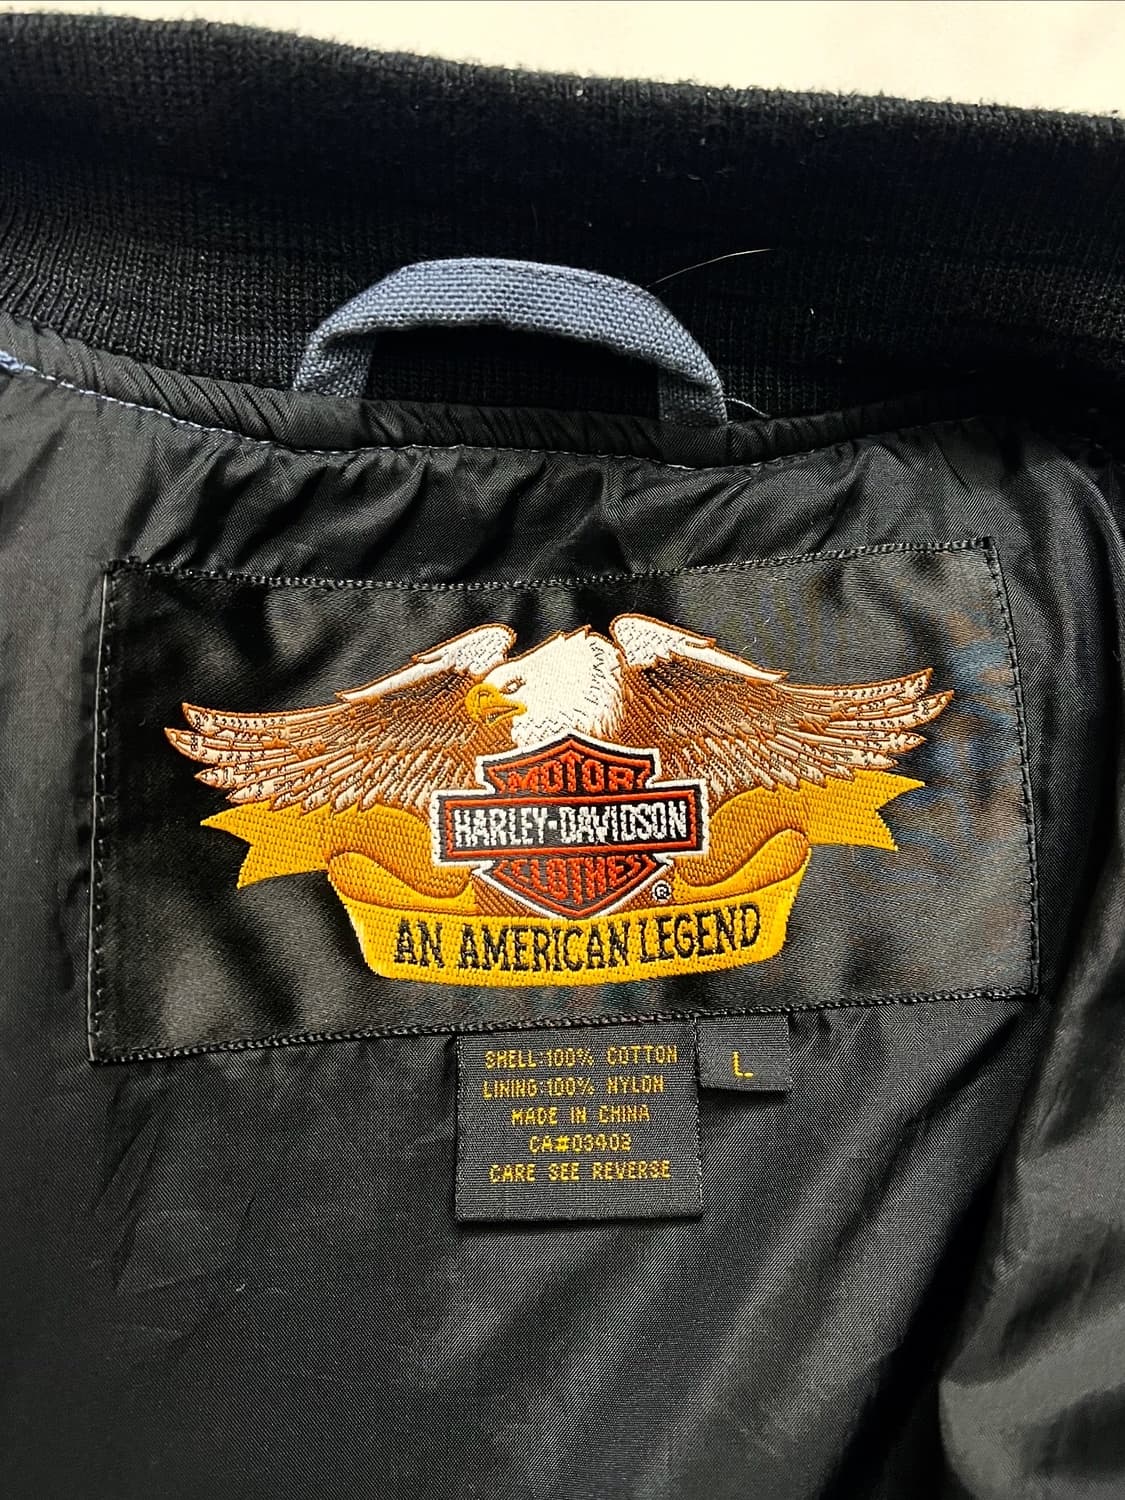 MOTOR
HARLEY-DAVIDSON
CLOTHES
®
AN AMERICAN LEGEND
SHELL:100% COTTON
LINING:100% NYLON
MADE IN CHINA
CA#03402
CARE SEE REVERSE
L